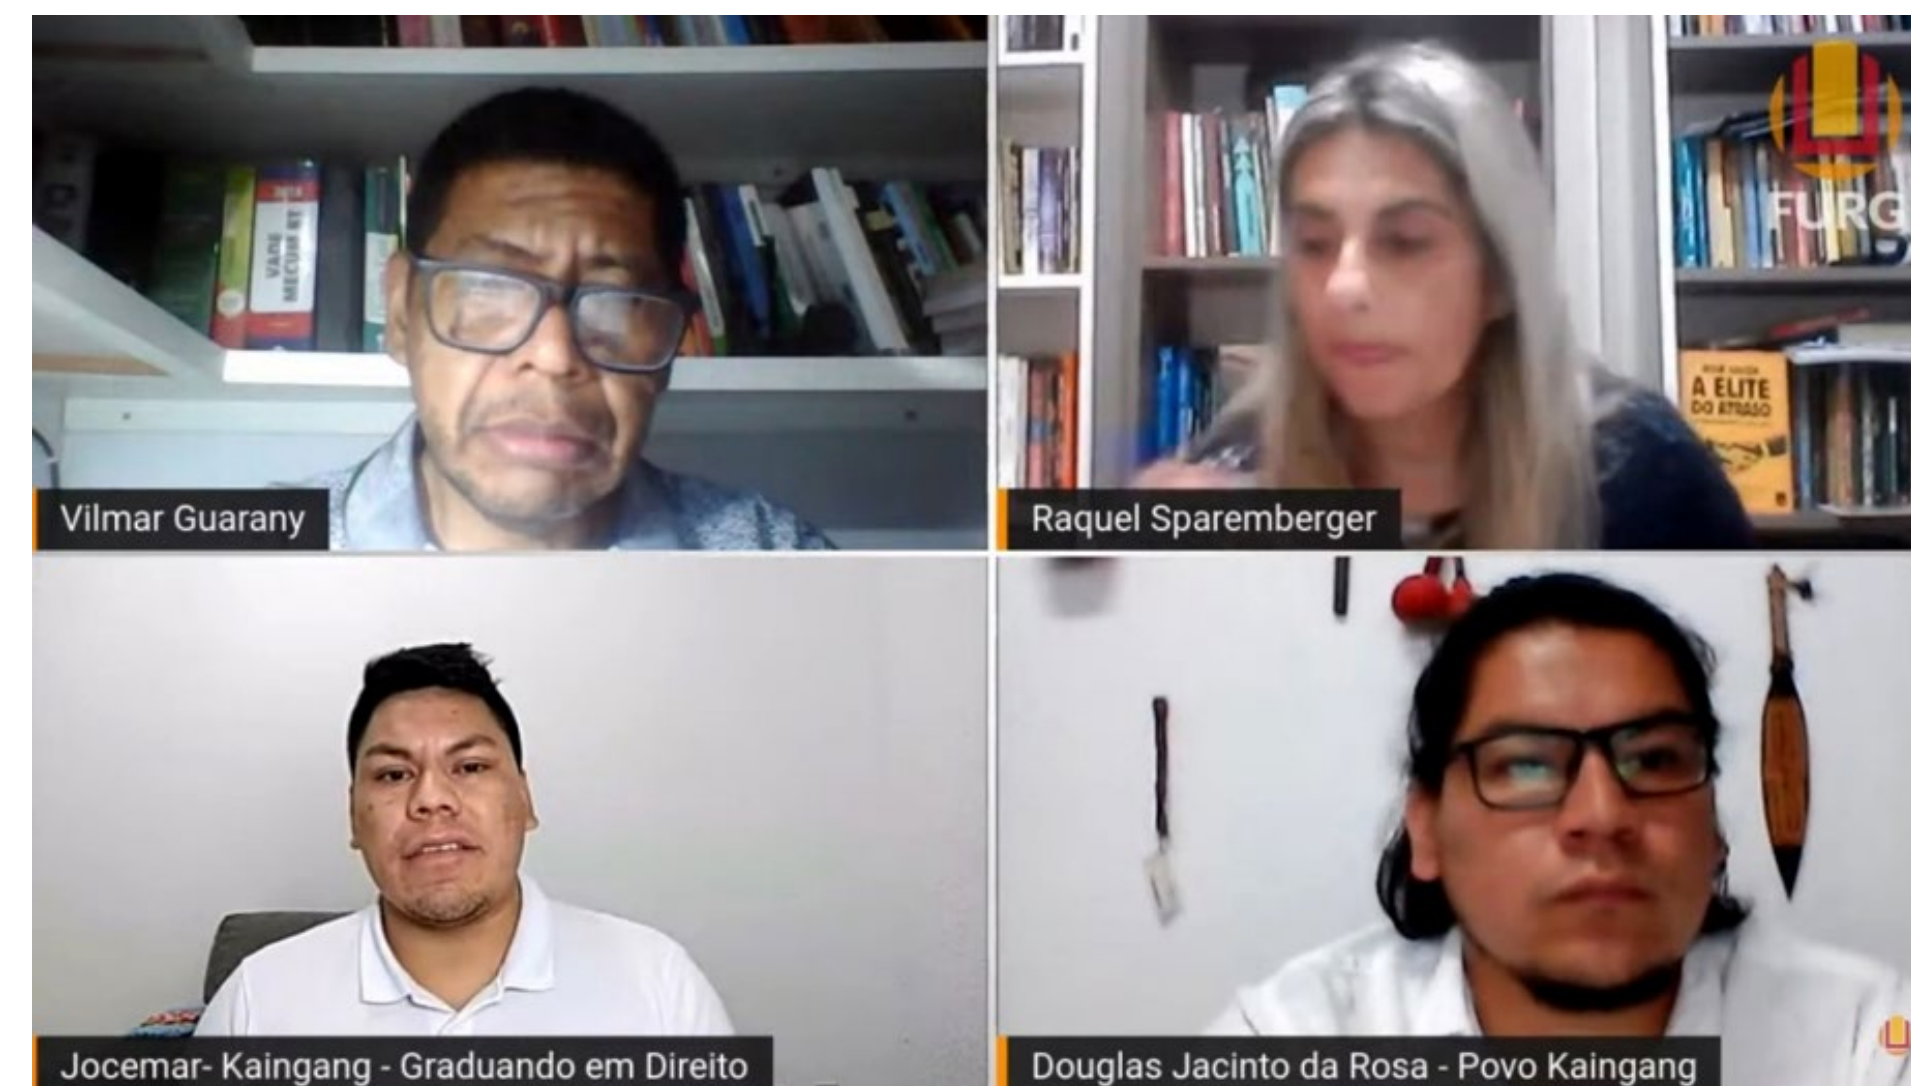 VADE
MECUM RT
FURG
A ELITE
DO ATRASO
Vilmar Guarany
Raquel Sparemberger
Jocemar- Kaingang - Graduando em Direito
Douglas Jacinto da Rosa - Povo Kaingang